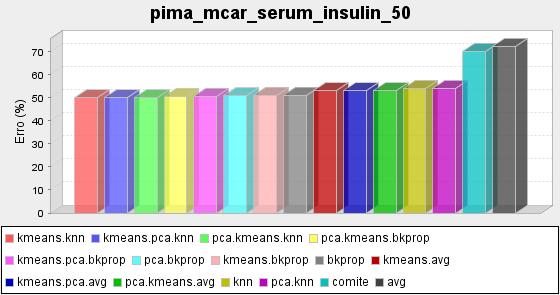 pima_mcar_serum_insulin_50
70
60
50
40
30
20
10
0
Erro (%)
kmeans.knn kmeans.pca.knn pca.kmeans.knn pca.kmeans.bkprop
kmeans.pca.bkprop pca.bkprop kmeans.bkprop bkprop kmeans.avg
kmeans.pca.avg pca.kmeans.avg knn pca.knn comite avg